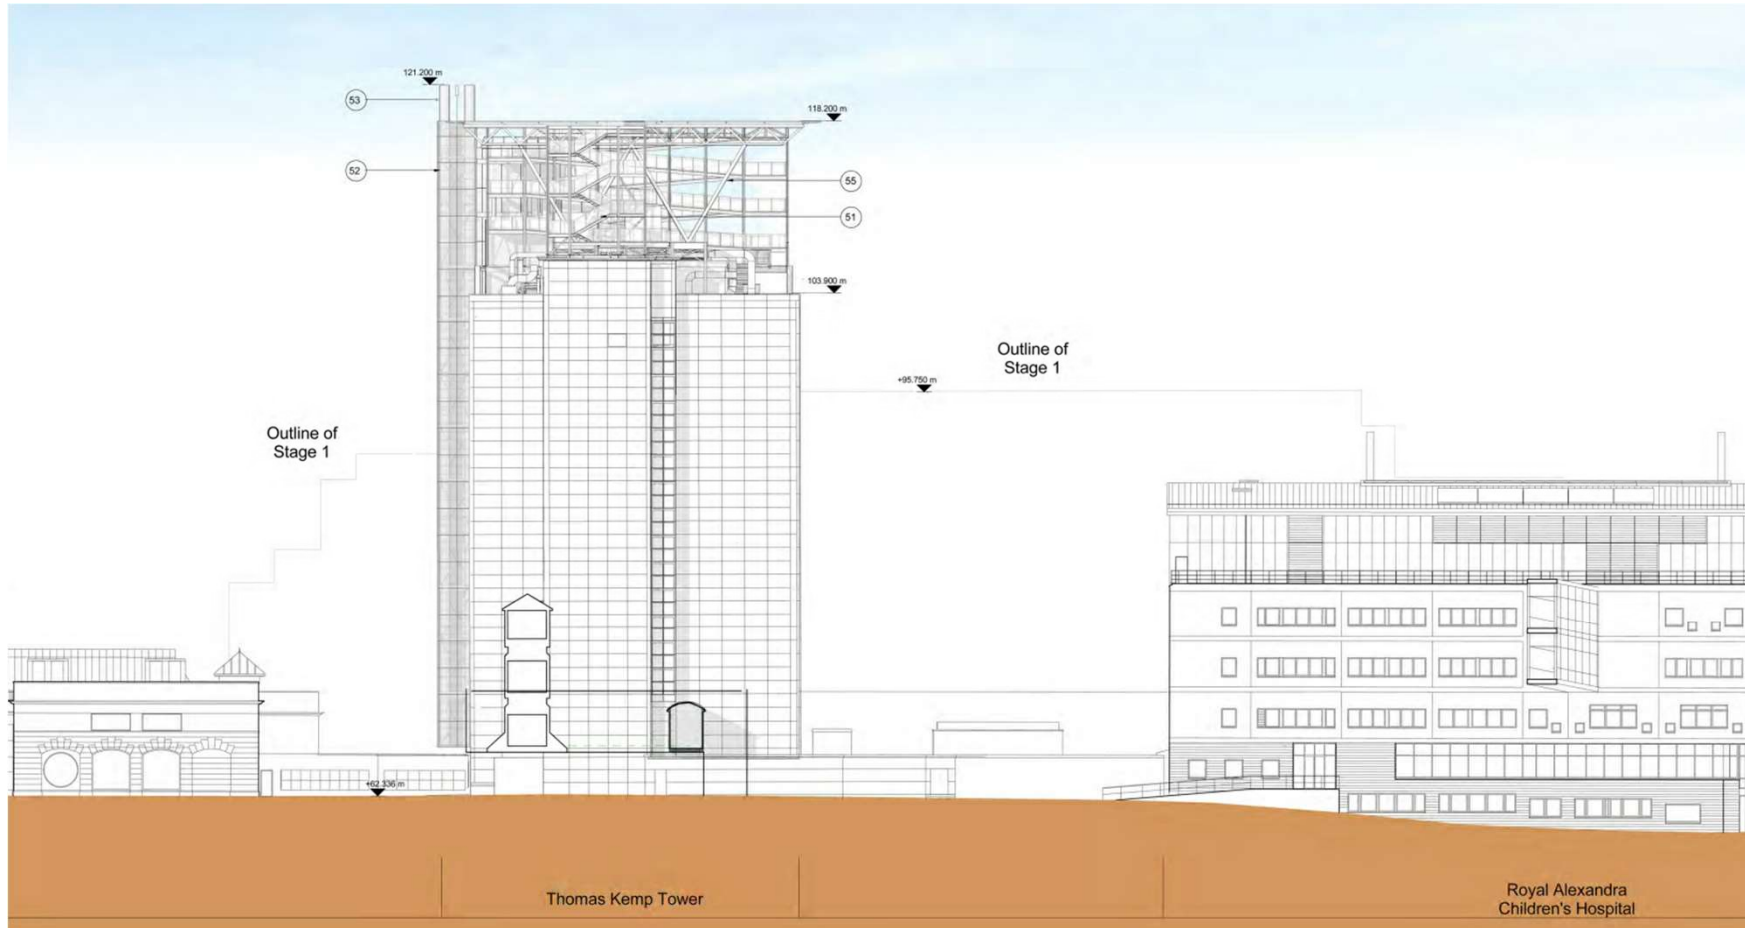 121.200 m
53
118.200 m
52
55
51
103.900 m
Outline of
Stage 1
+95.750 m
Outline of
Stage 1
+62.336 m
Thomas Kemp Tower
Royal Alexandra
Children's Hospital